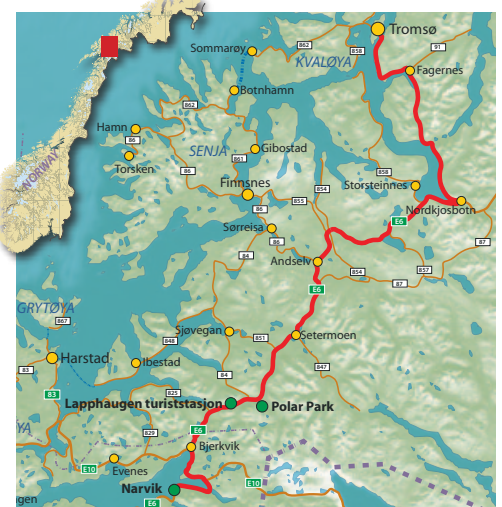 Tromsø
Sommarøy
862
858
91
KVALØYA
Fagernes
Botnhamn
862
Hamn
86
SENJA
Gibostad
861
Torsken
86
858
NORWAY
Finnsnes
854
Storsteinnes
855
86
Nordkjosbotn
Sørreisa
E6
86
87
84
Andselv
854
857
87
E6
GRYTØYA
867
Sjøvegan
851
Setermoen
848
Harstad
83
Ibestad
847
84
83
825
Lapphaugen turiststasjon
Polar Park
ØYA
829
E6
Bjerkvik
E10
Evenes
E10
Narvik
E6